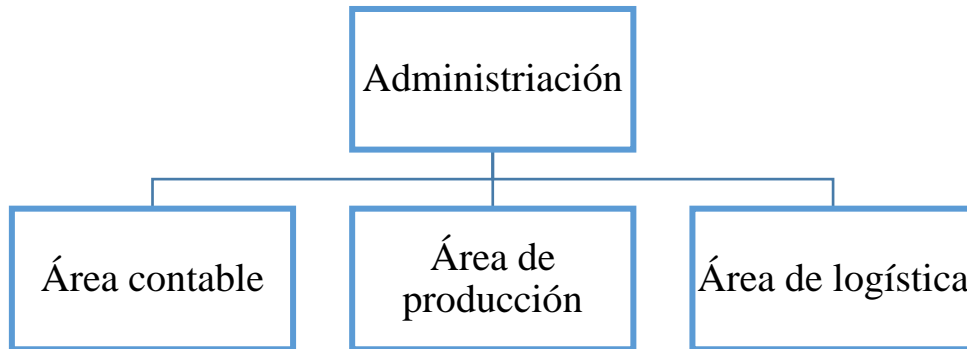 Administriación
Área contable
Área de
producción
Área de logística